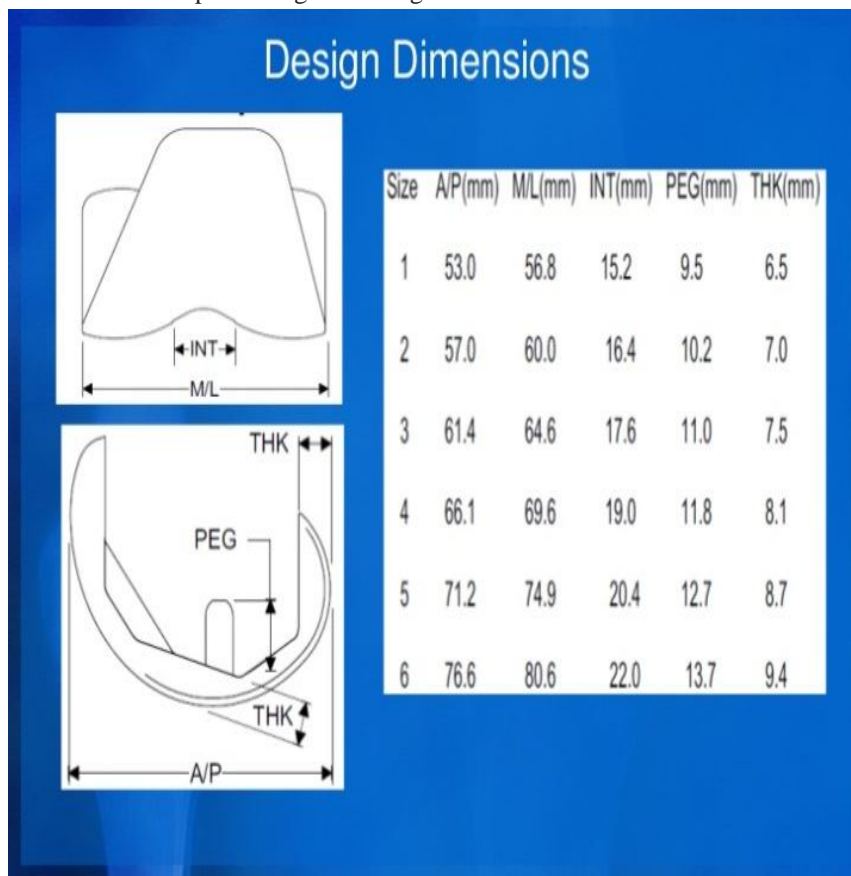 Design Dimensions
INT
M/L
THK
PEG
THK
A/P
Size A/P(mm) M/L(mm) INT(mm) PEG(mm) THK(mm)
1 53.0 56.8 15.2 9.5 6.5
2 57.0 60.0 16.4 10.2 7.0
3 61.4 64.6 17.6 11.0 7.5
4 66.1 69.6 19.0 11.8 8.1
5 71.2 74.9 20.4 12.7 8.7
6 76.6 80.6 22.0 13.7 9.4